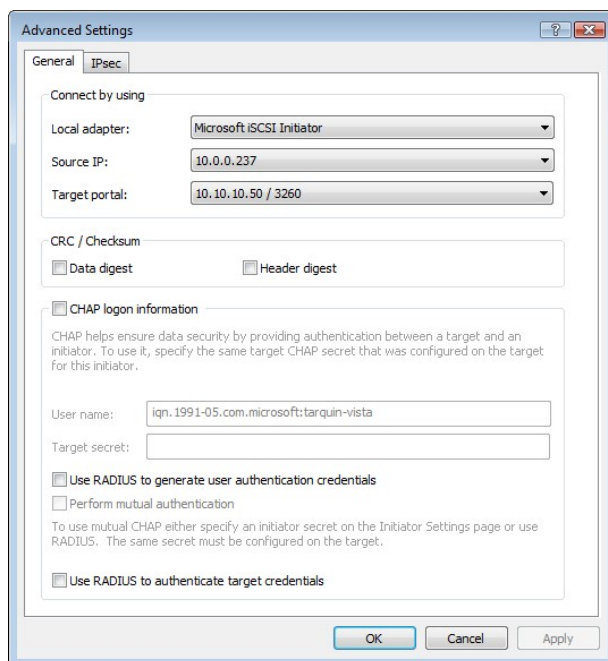 Advanced Settings
General
IPsec
Connect by using
Local adapter:
Microsoft iSCSI Initiator
Source IP:
10.0.0.237
Target portal:
10.10.10.50 / 3260
CRC / Checksum
Data digest
Header digest
CHAP logon information
CHAP helps ensure data security by providing authentication between a target and an
initiator. To use it, specify the same target CHAP secret that was configured on the target
for this initiator.
User name:
iqn.1991-05.com.microsoft:tarquin-vista
Target secret:
Use RADIUS to generate user authentication credentials
Perform mutual authentication
To use mutual CHAP either specify an initiator secret on the Initiator Settings page or use
RADIUS. The same secret must be configured on the target.
Use RADIUS to authenticate target credentials
OK
Cancel
Apply